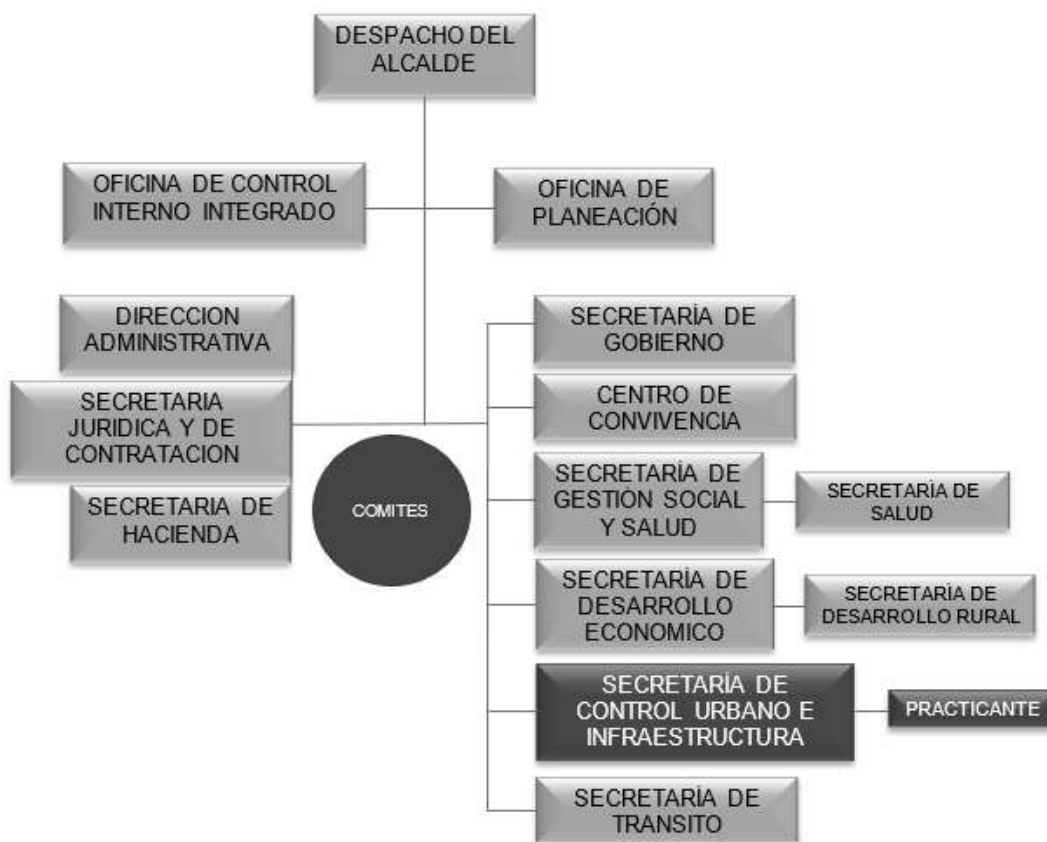 DESPACHO DEL
ALCALDE
OFICINA DE CONTROL
INTERNO INTEGRADO
OFICINA DE
PLANEACIÓN
DIRECCION
ADMINISTRATIVA
SECRETARIA
JURIDICA Y DE
CONTRATACION
SECRETARIA DE
HACIENDA
COMITES
SECRETARÍA DE
GOBIERNO
CENTRO DE
CONVIVENCIA
SECRETARÍA DE
GESTIÓN SOCIAL
Y SALUD
SECRETARÍA DE
SALUD
SECRETARÍA DE
DESARROLLO
ECONOMICO
SECRETARÍA DE
DESARROLLO RURAL
SECRETARÍA DE
CONTROL URBANO E
INFRAESTRUCTURA
PRACTICANTE
SECRETARÍA DE
TRANSITO